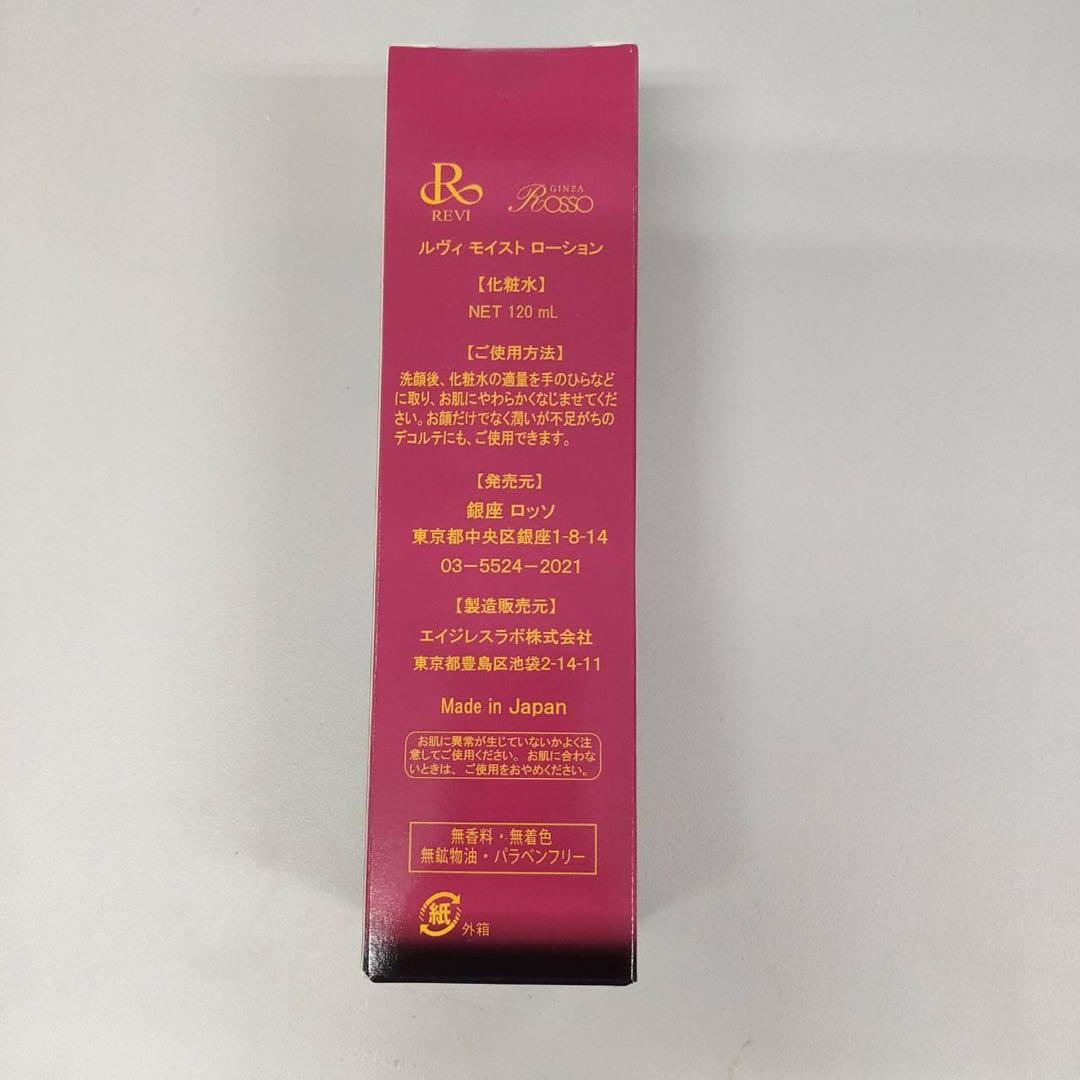 R
REVI
GINZA
Rosso
ルヴィ モイスト ローション
【化粧水】
NET 120 mL
【ご使用方法】
洗顔後、化粧水の適量を手のひらなど
に取り、お肌にやわらかくなじませてくだ
さい。お顔だけでなく潤いが不足がちの
デコルテにも、ご使用できます。
【発売元】
銀座 ロッソ
東京都中央区銀座1-8-14
03－5524－2021
【製造販売元】
エイジレスラボ株式会社
東京都豊島区池袋2-14-11
Made in Japan
お肌に異常が生じていないかよく注
意してご使用ください。お肌に合わな
いときは、ご使用をおやめください。
無香料・無着色
無鉱物油・パラベンフリー
紙
外箱